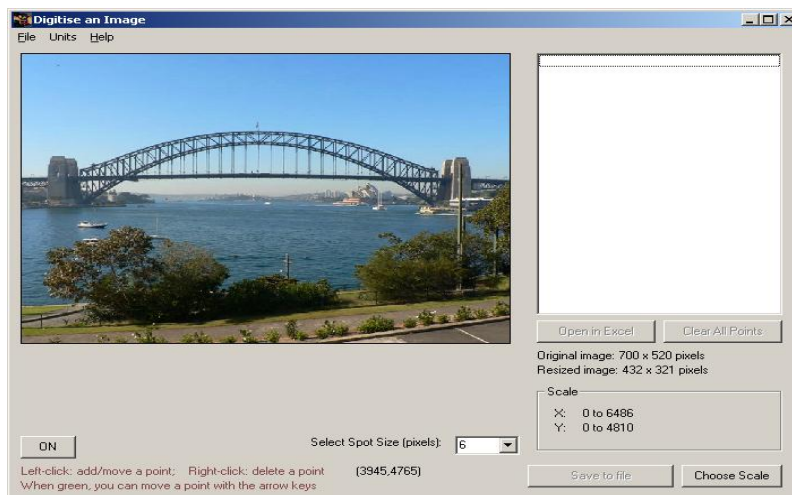 Digitise an Image
File Units Help
Open in Excel Clear All Points
Original image: 700 x 520 pixels
Resized image: 432 x 321 pixels
Scale
X: 0 to 6486
Y: 0 to 4810
ON
Select Spot Size (pixels): 6
Left-click: add/move a point; Right-click: delete a point (3945,4765)
When green, you can move a point with the arrow keys
Save to file Choose Scale